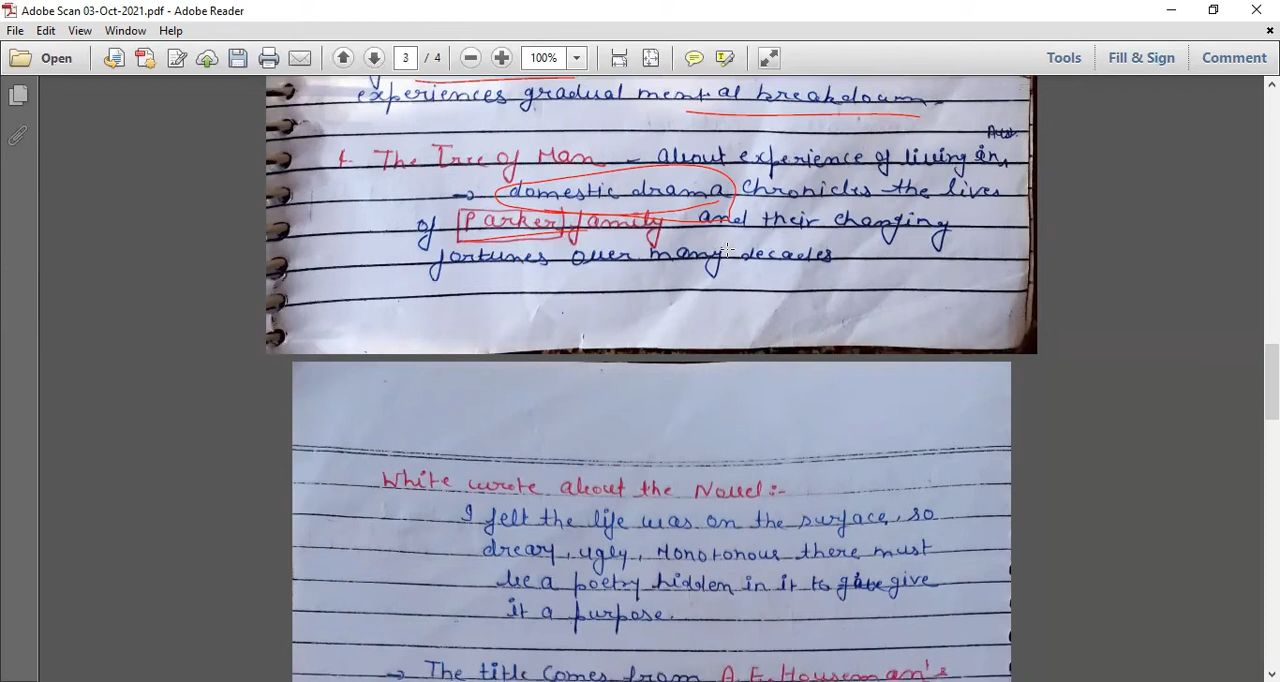 Adobe Scan 03-Oct-2021.pdf - Adobe Reader
File Edit View Window Help
Open 3 / 4 100% Tools Fill & Sign Comment
experiences gradual mental breakdown.
The Tree of Man - about experience of living in Aus.
→ domestic drama chronicles the lives
of Parker family and their changing
fortunes over many decades
White wrote about the Novel:-
I felt the life was on the surface, so
dreary, ugly, Monotonous there must
be a poetry hidden in it to give
it a purpose.
→ The title comes from A.E. Houseman's